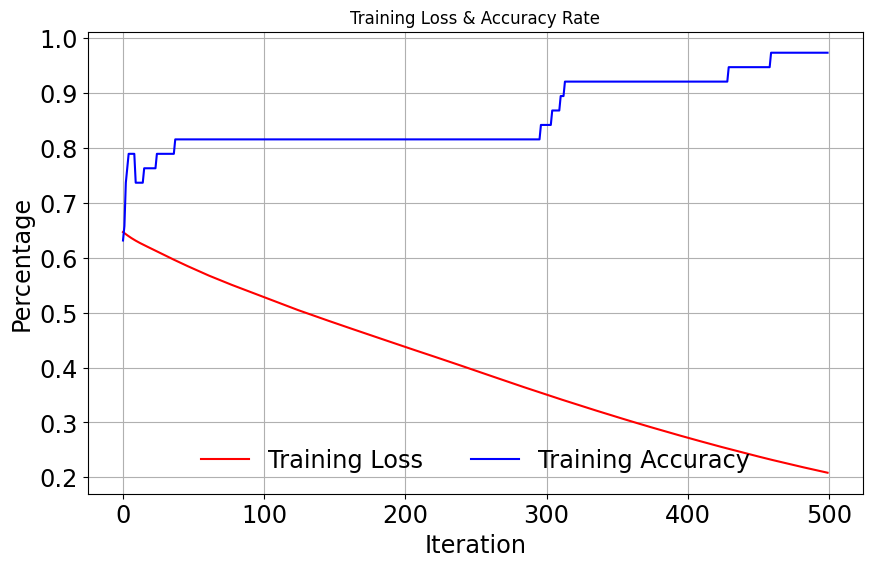 Training Loss & Accuracy Rate
1.0
0.9
0.8
0.7
0.6
0.5
0.4
0.3
0.2
Percentage
Training Loss
Training Accuracy
0 100 200 300 400 500
Iteration